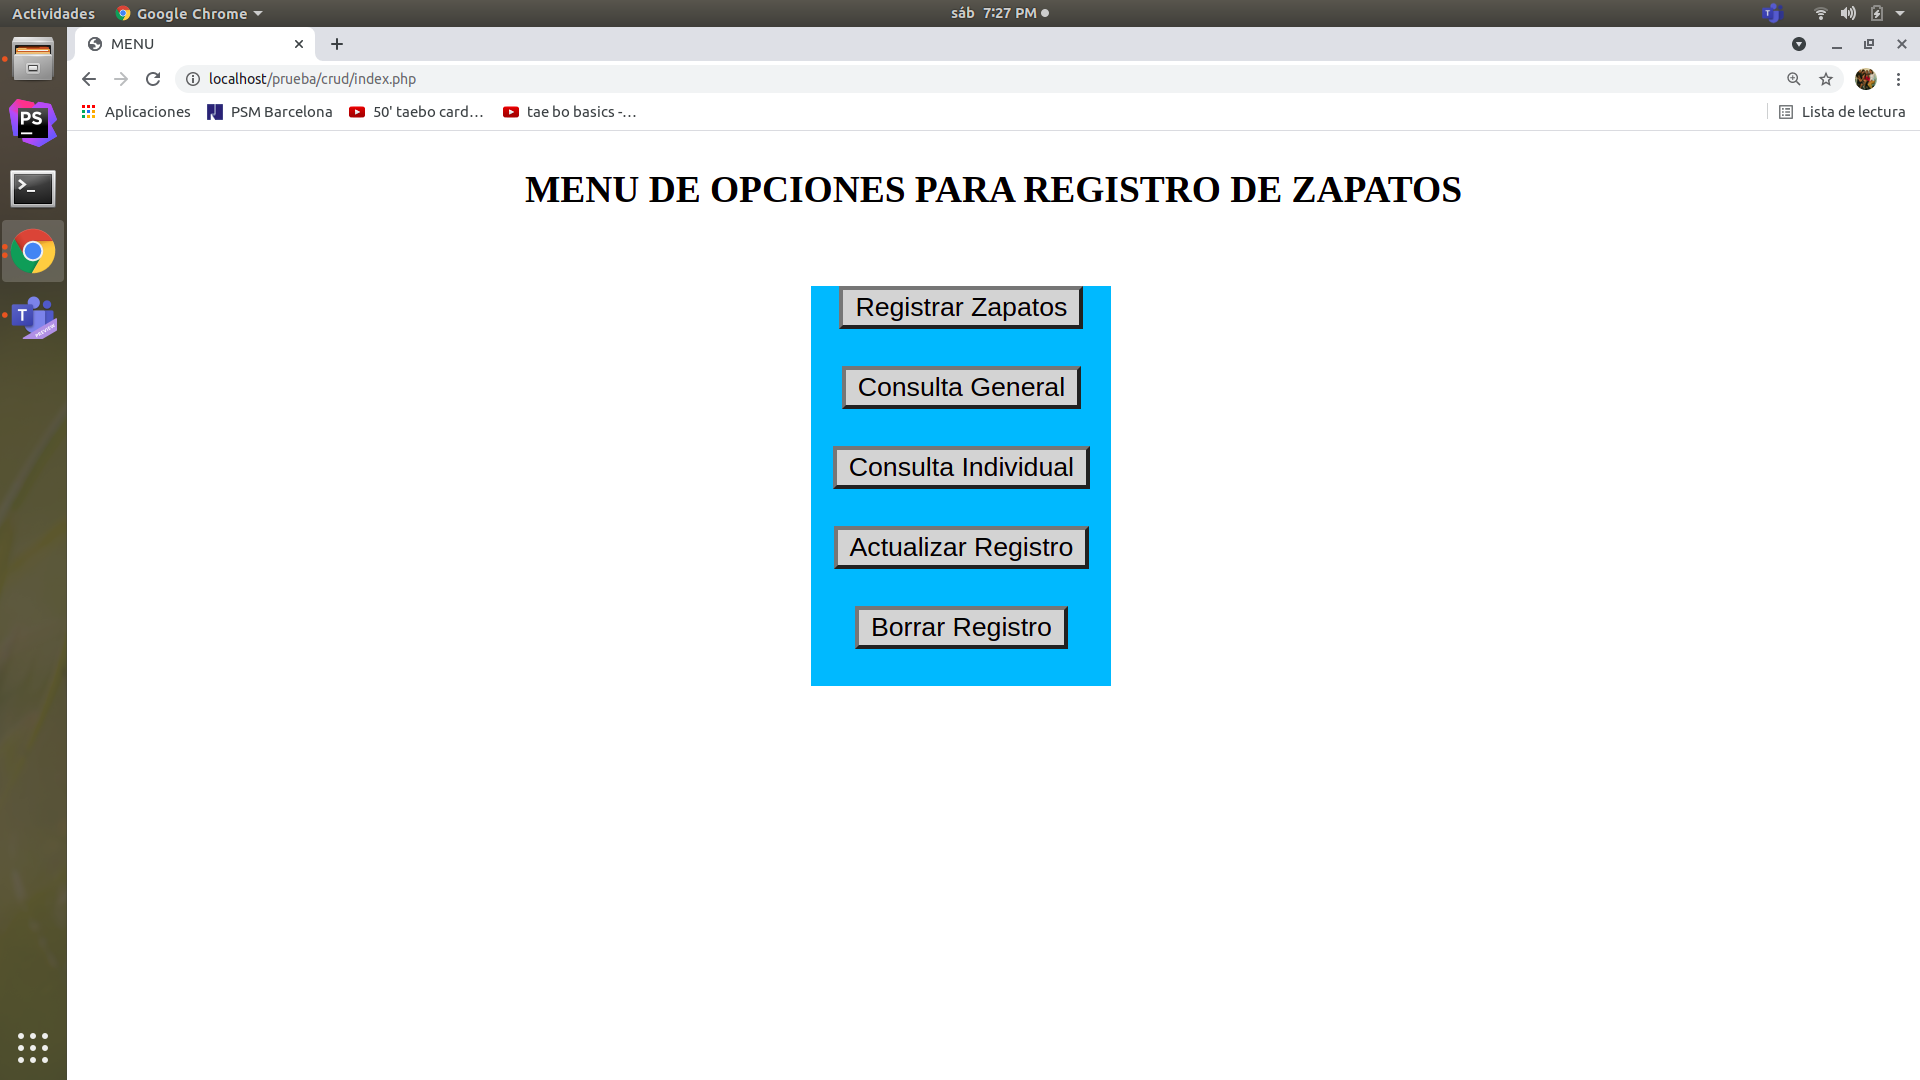 Actividades Google Chrome sáb 7:27 PM
MENU
localhost/prueba/crud/index.php
Aplicaciones PSM Barcelona 50' taebo card... tae bo basics -... Lista de lectura
PS
MENU DE OPCIONES PARA REGISTRO DE ZAPATOS
Registrar Zapatos
Consulta General
Consulta Individual
Actualizar Registro
Borrar Registro
T
PREVIEW